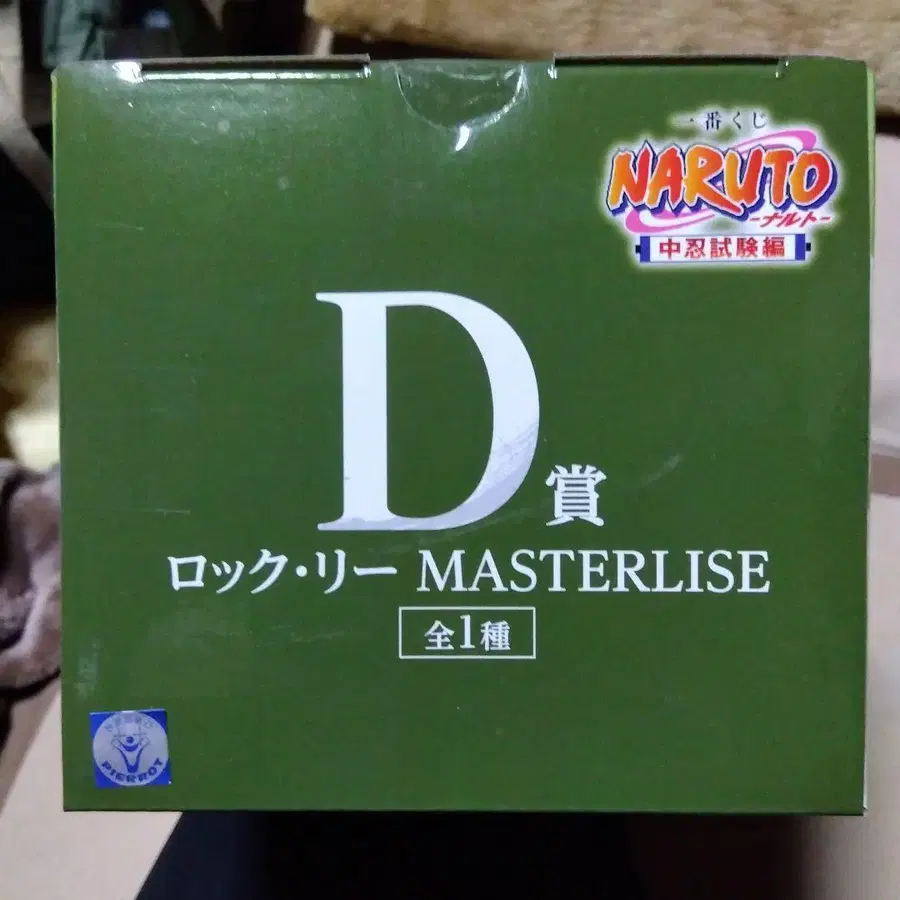 一番くじ
NARUTO
-ナルト-
中忍試験編
D賞
ロック・リー MASTERLISE
全1種
PIERROT